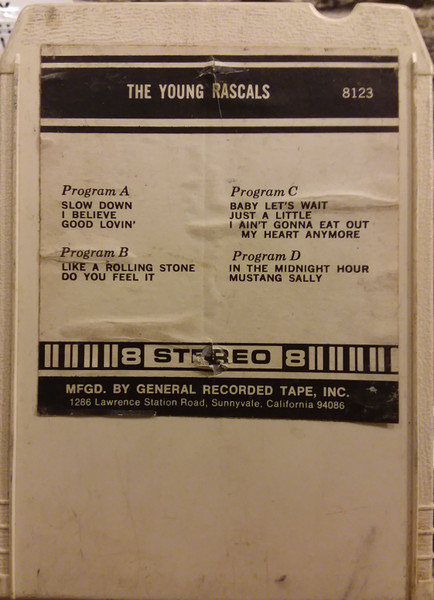 THE YOUNG RASCALS 8123
Program A
SLOW DOWN
I BELIEVE
GOOD LOVIN'
Program B
LIKE A ROLLING STONE
DO YOU FEEL IT
Program C
BABY LET'S WAIT
JUST A LITTLE
I AIN'T GONNA EAT OUT
MY HEART ANYMORE
Program D
IN THE MIDNIGHT HOUR
MUSTANG SALLY
8 STEREO 8
MFGD. BY GENERAL RECORDED TAPE, INC.
1286 Lawrence Station Road, Sunnyvale, California 94086